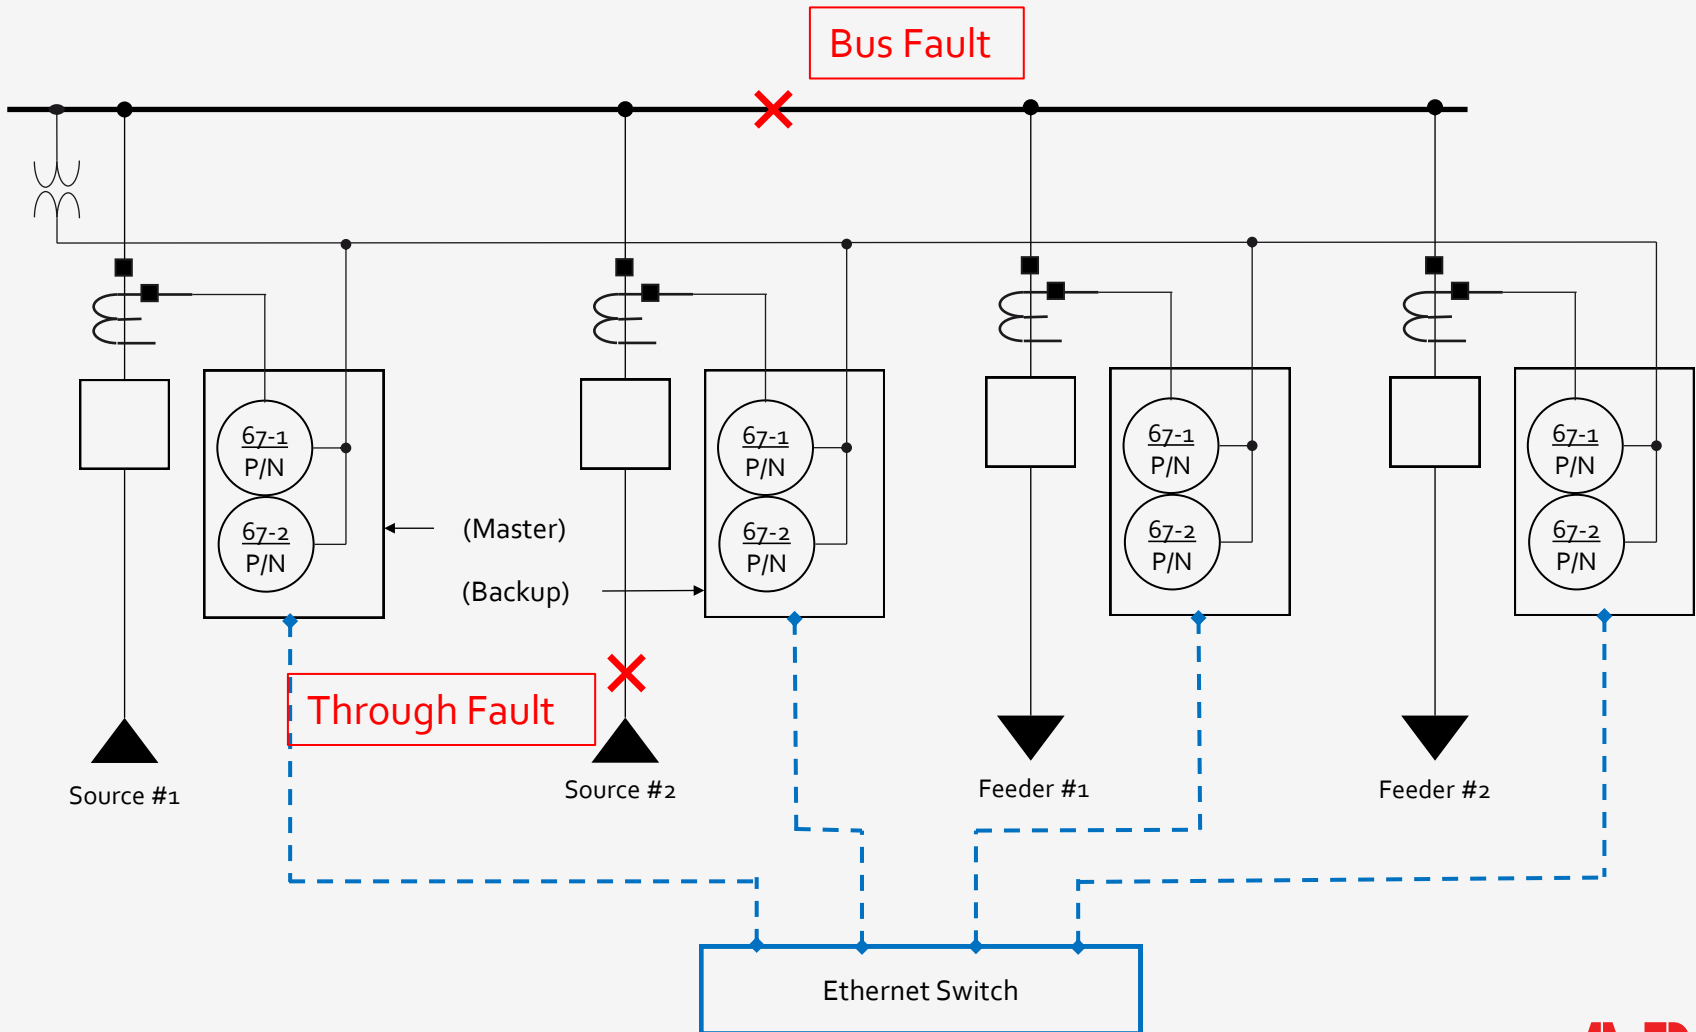 Bus Fault
67-1
P/N
67-2
P/N
67-1
P/N
67-2
P/N
67-1
P/N
67-2
P/N
67-1
P/N
67-2
P/N
(Master)
(Backup)
Through Fault
Source #1
Source #2
Feeder #1
Feeder #2
Ethernet Switch